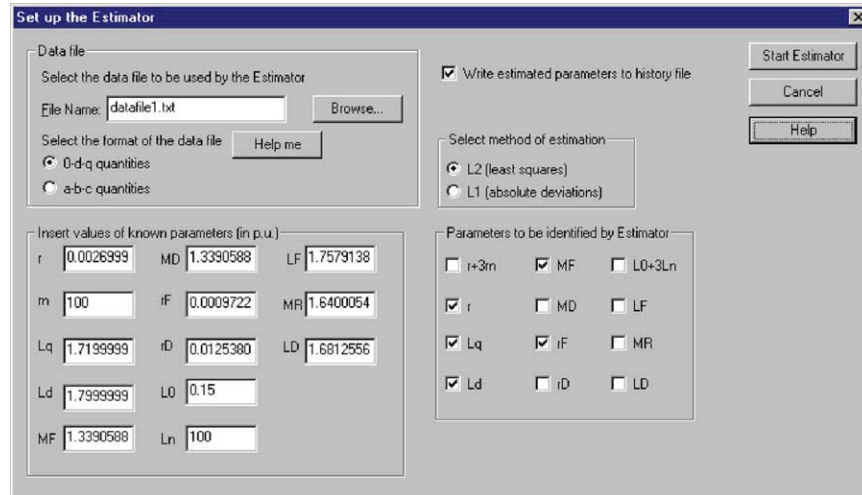 Set up the Estimator
Data file
Select the data file to be used by the Estimator
File Name: datafile1.txt Browse...
Select the format of the data file Help me
0-d-q quantities
a-b-c quantities
Write estimated parameters to history file
Select method of estimation
L2 (least squares)
L1 (absolute deviations)
Start Estimator
Cancel
Help
Insert values of known parameters (in p.u.)
r 0.0026999 MD 1.3390588 LF 1.7579138
rn 100 rF 0.0009722 MR 1.6400054
Lq 1.7199999 rD 0.0125380 LD 1.6812556
Ld 1.7999999 L0 0.15
MF 1.3390588 Ln 100
Parameters to be identified by Estimator
r+3rn MF L0+3Ln
r MD LF
Lq rF MR
Ld rD LD